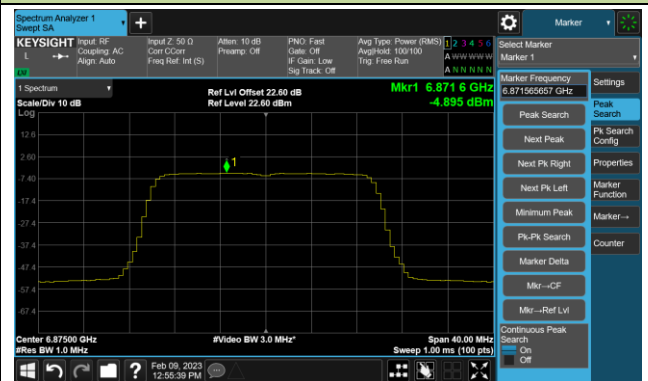 Spectrum Analyzer 1
Swept SA
Marker
KEYSIGHT
Input: RF
Coupling: AC
Align: Auto
Input Z: 50 Ω
Corr CCorr
Freq Ref: Int (S)
Atten: 10 dB
Preamp: Off
PNO: Fast
Gate: Off
IF Gain: Low
Sig Track: Off
Avg Type: Power (RMS)
Avg|Hold: 100/100
Trig: Free Run
1 2 3 4 5 6
A W W W W W
A N N N N N
L
LXI
Select Marker
Marker 1
1 Spectrum
Scale/Div 10 dB
Log
Ref Lvl Offset 22.60 dB
Ref Level 22.60 dBm
Mkr1 6.871 6 GHz
-4.895 dBm
12.6
2.60
-7.40
-17.4
-27.4
-37.4
-47.4
-57.4
-67.4
1
Center 6.87500 GHz
#Res BW 1.0 MHz
#Video BW 3.0 MHz*
Span 40.00 MHz
Sweep 1.00 ms (100 pts)
Marker Frequency
6.871565657 GHz
Peak Search
Next Peak
Next Pk Right
Next Pk Left
Minimum Peak
Pk-Pk Search
Marker Delta
Mkr→CF
Mkr→Ref Lvl
Continuous Peak
Search
On
Off
Settings
Peak
Search
Pk Search
Config
Properties
Marker
Function
Marker→
Counter
?
Feb 09, 2023
12:55:39 PM